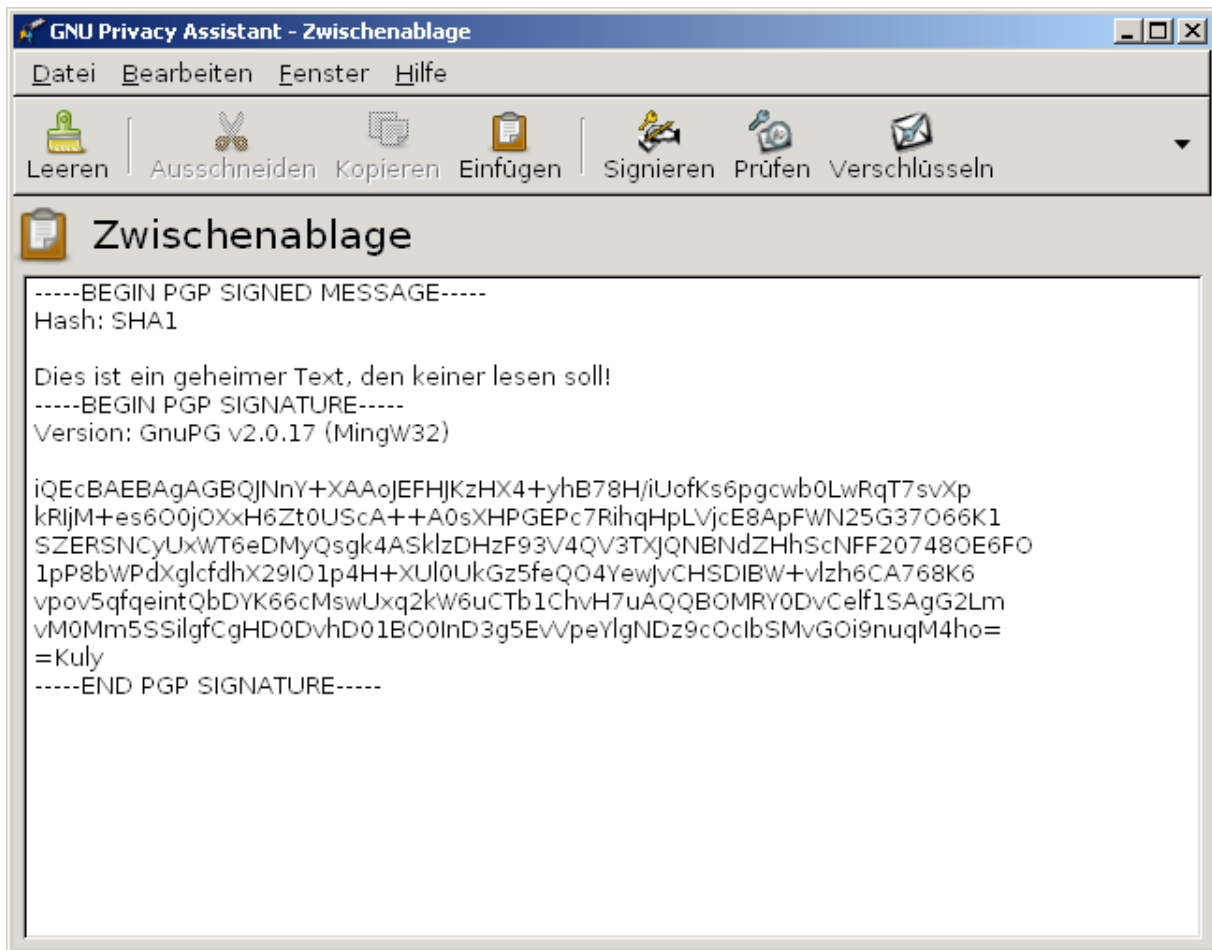 GNU Privacy Assistant - Zwischenablage
Datei Bearbeiten Fenster Hilfe
Leeren Ausschneiden Kopieren Einfügen Signieren Prüfen Verschlüsseln
Zwischenablage
-----BEGIN PGP SIGNED MESSAGE-----
Hash: SHA1

Dies ist ein geheimer Text, den keiner lesen soll!
-----BEGIN PGP SIGNATURE-----
Version: GnuPG v2.0.17 (MingW32)

iQEcBAEBAgAGBQJNnY+XAAoJEFHJKzHX4+yhB78H/iUofKs6pgcwb0LwRqT7svXp
kRIjM+es6O0jOXxH6Zt0UScA++A0sXHPGEPc7RihqHpLVjcE8ApFWN25G37O66K1
SZERSNCyUxWT6eDMyQsgk4ASklzDHzF93V4QV3TXJQNBNdZHhScNFF20748OE6FO
1pP8bWPdXglcfdhX29IO1p4H+XUl0UkGz5feQO4YewJvCHSDIBW+vlzh6CA768K6
vpov5qfqeintQbDYK66cMswUxq2kW6uCTb1ChvH7uAQQBOMRY0DvCelf1SAgG2Lm
vM0Mm5SSilgfCgHD0DvhD01BO0InD3g5EvVpeYlgNDz9cOcIbSMvGOi9nuqM4ho=
=Kuly
-----END PGP SIGNATURE-----